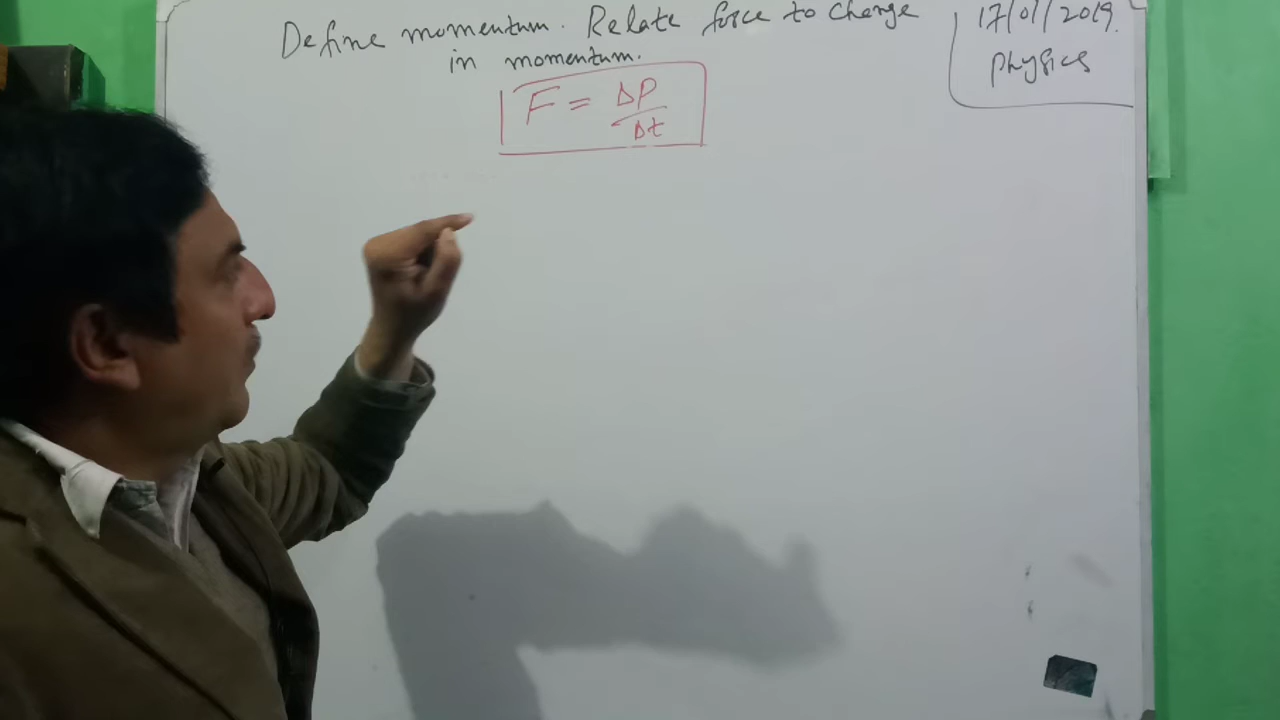 Define momentum. Relate force to change
in momentum.
F = ΔP/Δt
17/01/2019.
physics